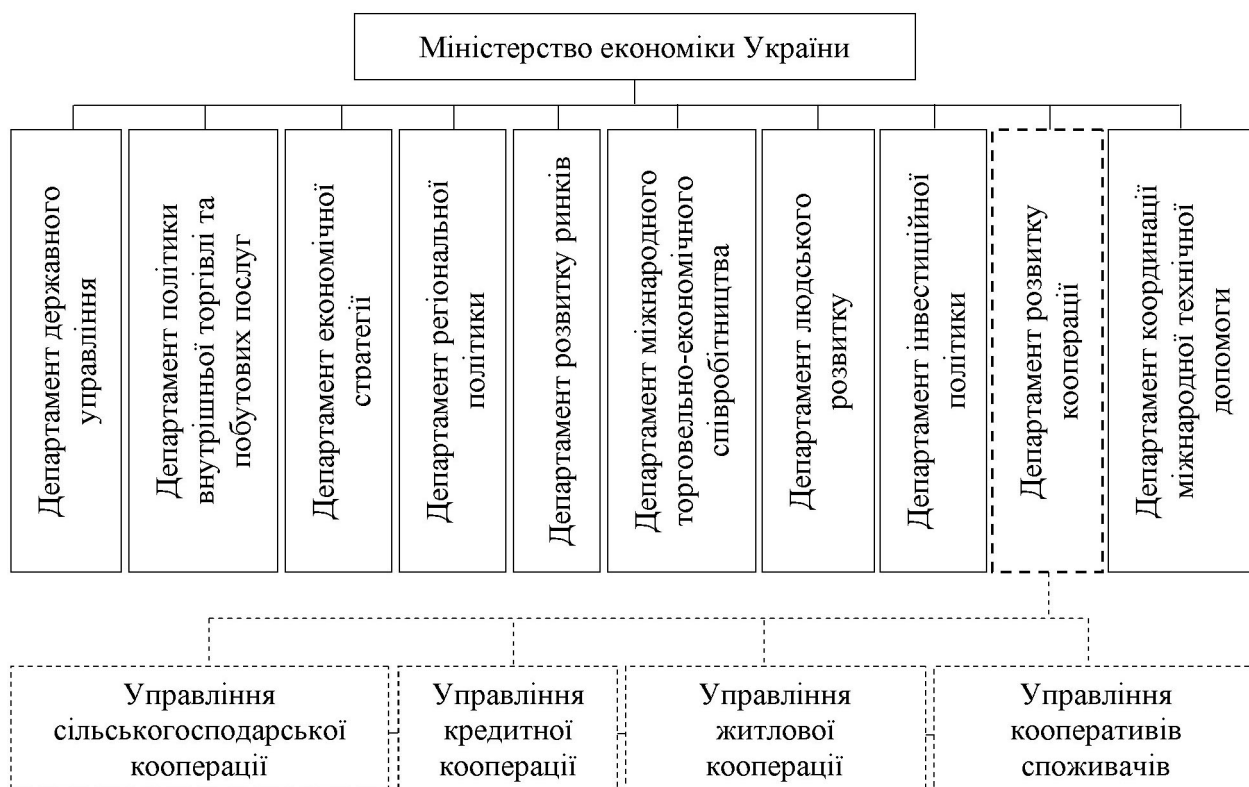 Міністерство економіки України
Департамент державного
управління
Департамент політики
внутрішньої торгівлі та
побутових послуг
Департамент економічної
стратегії
Департамент регіональної
політики
Департамент розвитку ринків
Департамент міжнародного
торговельно-економічного
співробітництва
Департамент людського
розвитку
Департамент інвестиційної
політики
Департамент розвитку
кооперації
Департамент координації
міжнародної технічної
допомоги
Управління
сільськогосподарської
кооперації
Управління
кредитної
кооперації
Управління
житлової
кооперації
Управління
кооперативів
споживачів